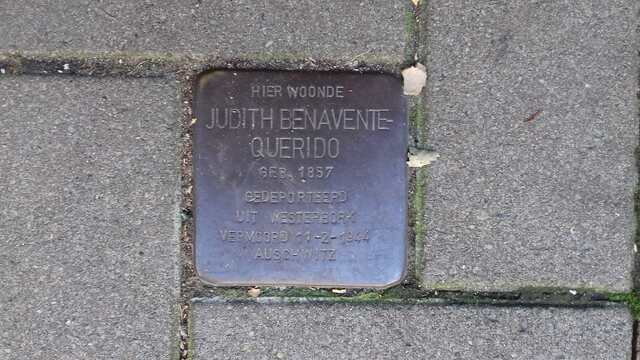 HIER WOONDE
JUDITH BENAVENTE-
QUERIDO
GEB. 1857
GEDEPORTEERD
UIT WESTERBORK
VERMOORD 11-2-1944
AUSCHWITZ